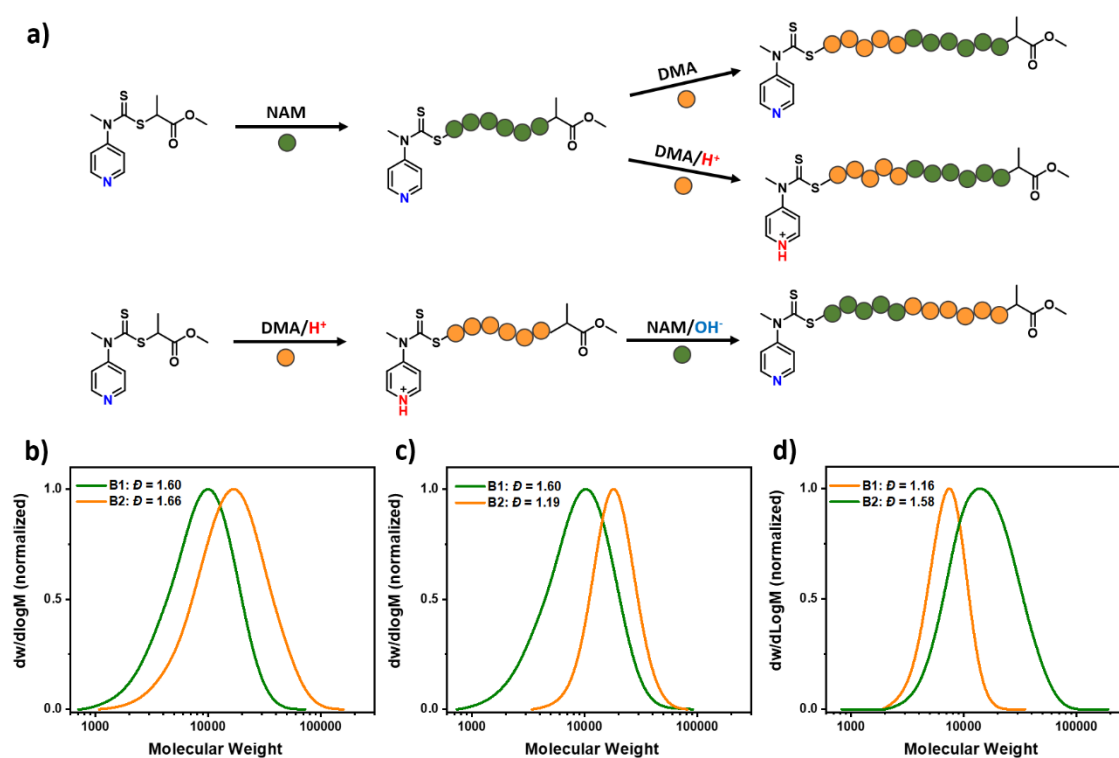 a)
NAM
DMA
DMA/H⁺
DMA/H⁺
NAM/OH⁻
S
N
S
O
O
N
S
N
S
O
O
N
S
N
S
O
O
N
S
N
S
O
O
+
N
H
S
N
S
O
O
N
S
N
S
O
O
+
N
H
S
N
S
O
O
N
b)
B1: Đ = 1.60
B2: Đ = 1.66
1.0
0.5
0.0
dw/dlogM (normalized)
1000 10000 100000
Molecular Weight
c)
B1: Đ = 1.60
B2: Đ = 1.19
1.0
0.5
0.0
dw/dlogM (normalized)
1000 10000 100000
Molecular Weight
d)
B1: Đ = 1.16
B2: Đ = 1.58
1.0
0.5
0.0
dw/dLogM (normalized)
10000 100000
Molecular Weight